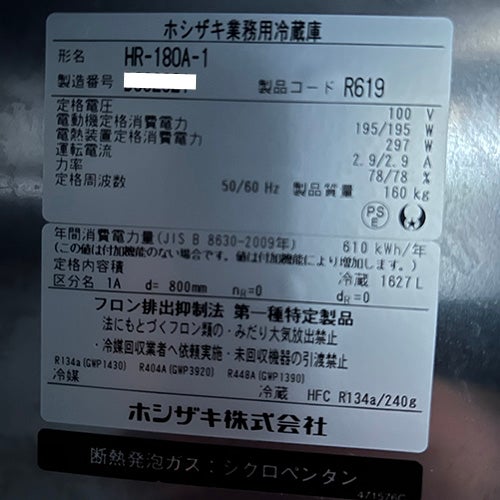 ホシザキ業務用冷蔵庫
形名 HR-180A-1
製造番号
製品コード R619
定格電圧 100 V
電動機定格消費電力 195/195 W
電熱装置定格消費電力 297 W
運転電流 2.9/2.9 A
力率 78/78 %
定格周波数 50/60 Hz 製品質量 160 kg
PS E
年間消費電力量(JIS B 8630-2009年) 610 kWh/年
(この値は付加機能のない場合です。値は付加機能により増加します。)
定格内容積 冷蔵 1627L
区分名 1A d= 800mm nR=0 dR=0
フロン排出抑制法 第一種特定製品
法にもとづくフロン類の・みだり大気放出禁止
・冷媒回収業者へ依頼実施・未回収機器の引渡禁止
R134a(GWP1430) R404A(GWP3920) R448A(GWP1390)
冷媒 冷蔵 HFC R134a/240g
ホシザキ株式会社
断熱発泡ガス：シクロペンタン